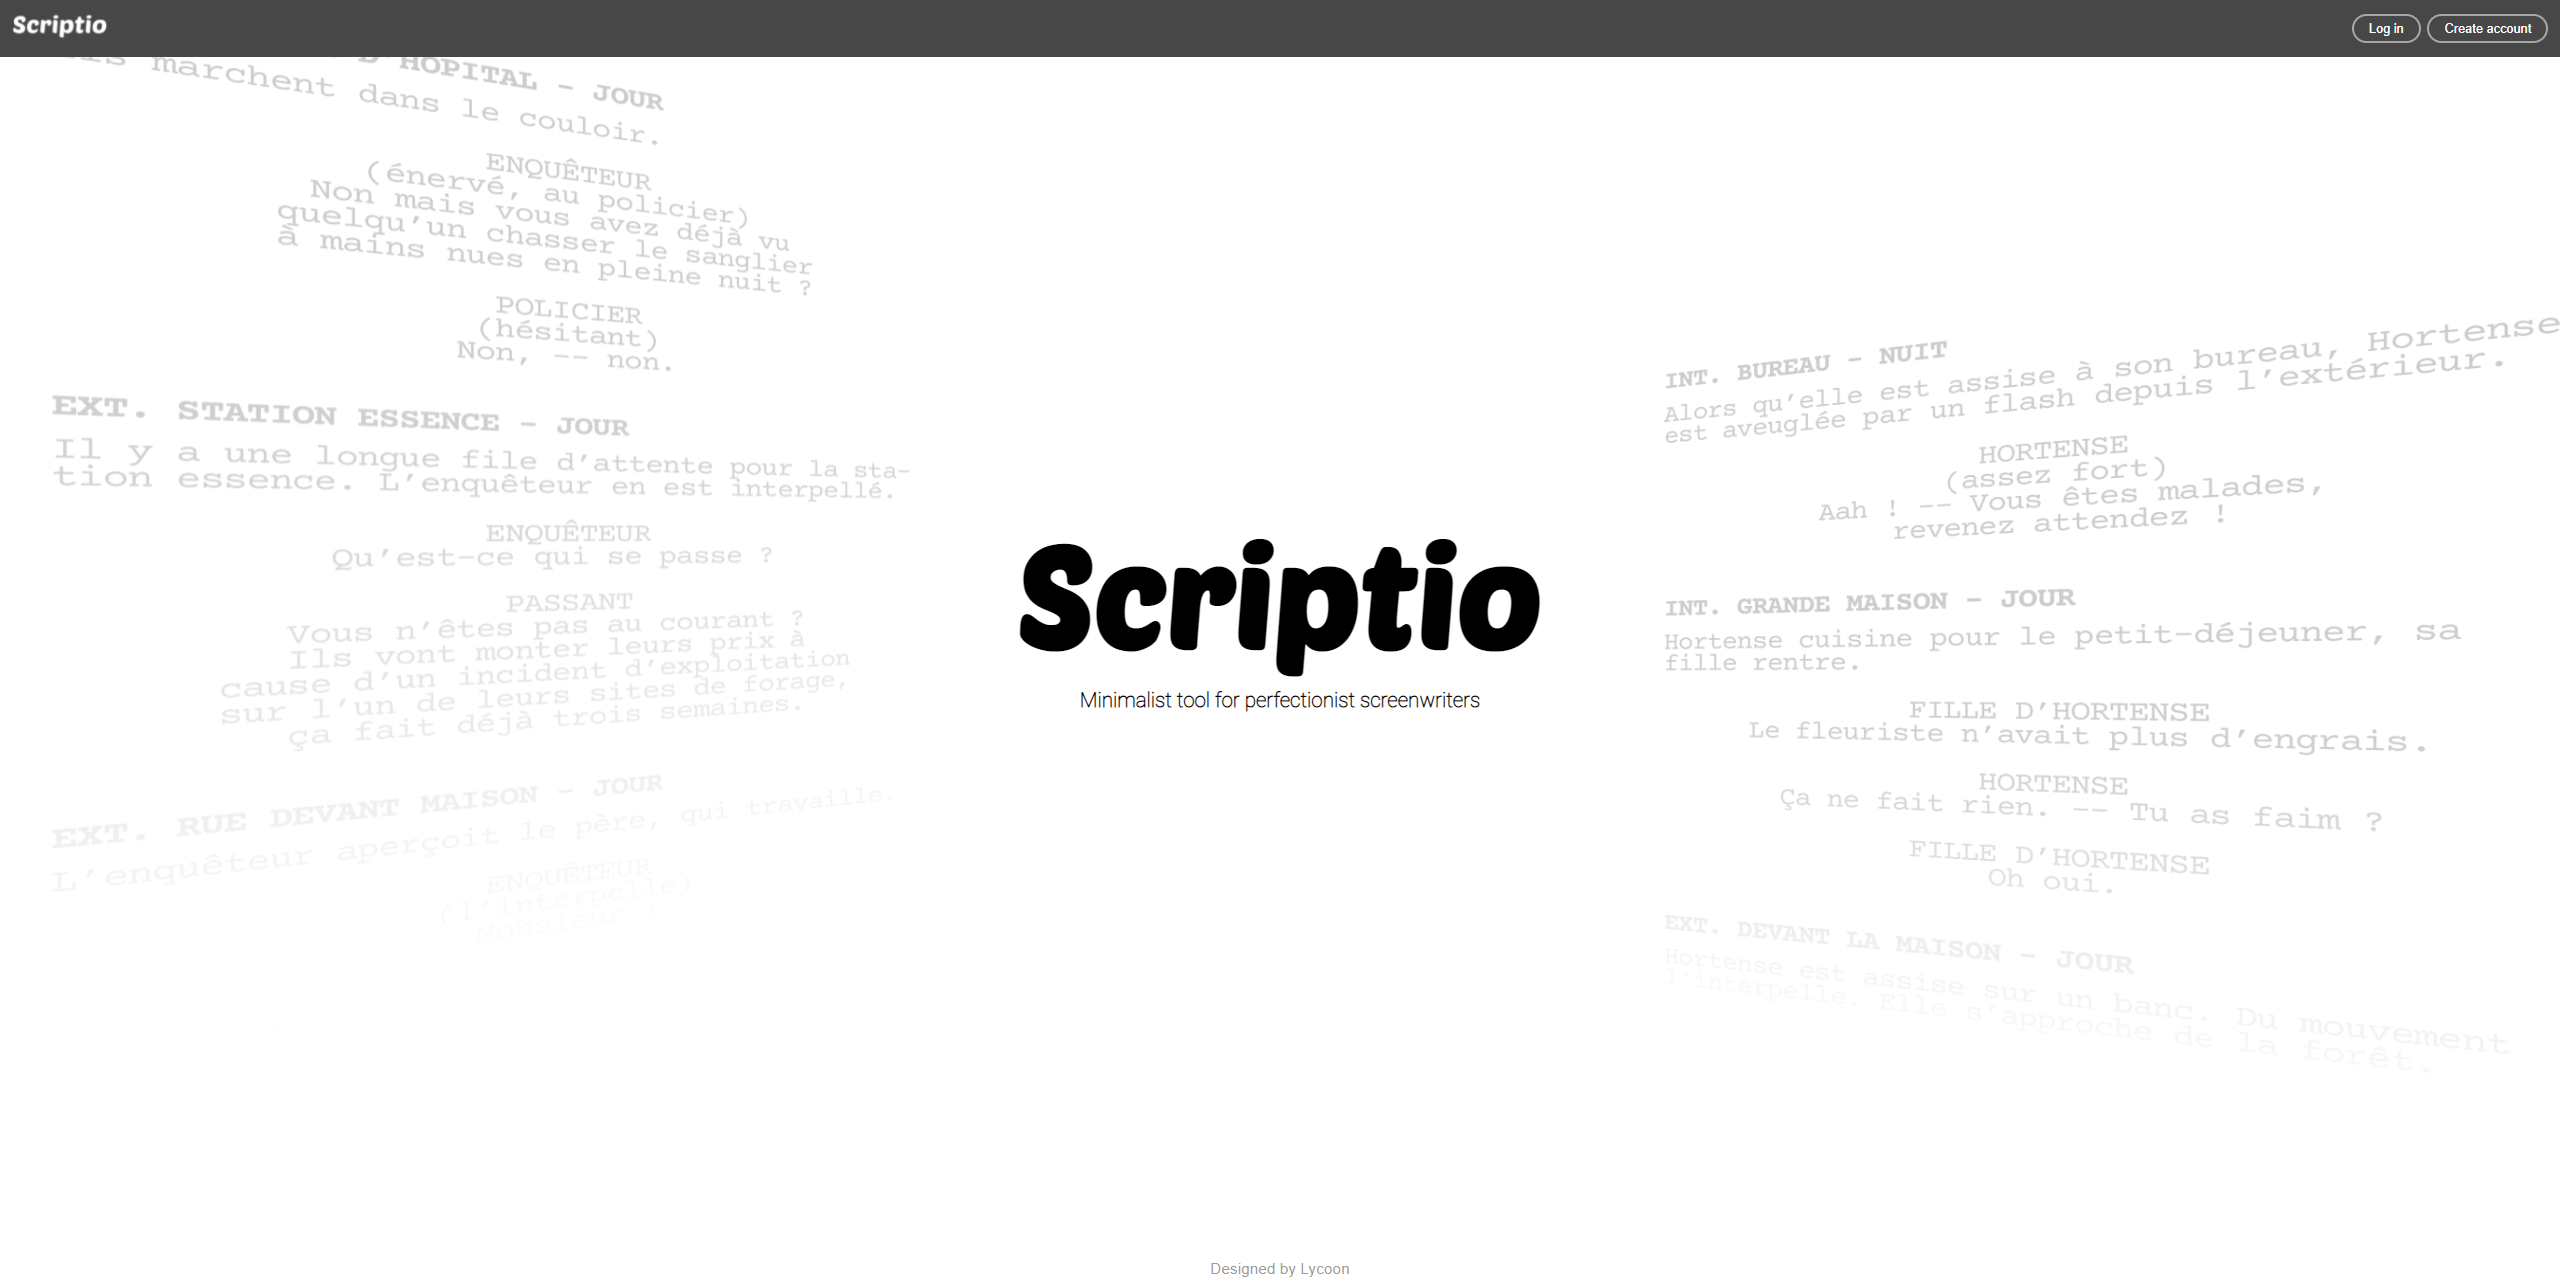 Scriptio
Log in
Create account
D'HÔPITAL - JOUR
marchent dans le couloir.
ENQUÊTEUR
(énervé, au policier)
Non mais vous avez déjà vu
quelqu'un chasser le sanglier
à mains nues en pleine nuit ?
POLICIER
(hésitant)
Non, -- non.
EXT. STATION ESSENCE - JOUR
Il y a une longue file d'attente pour la sta-
tion essence. L'enquêteur en est interpellé.
ENQUÊTEUR
Qu'est-ce qui se passe ?
PASSANT
Vous n'êtes pas au courant ?
Ils vont monter leurs prix à
cause d'un incident d'exploitation
sur l'un de leurs sites de forage,
ça fait déjà trois semaines.
EXT. RUE DEVANT MAISON - JOUR
L'enquêteur aperçoit le père, qui travaille.
ENQUÊTEUR
(l'interpelle)
Monsiaur !
Scriptio
Minimalist tool for perfectionist screenwriters
INT. BUREAU - NUIT
Alors qu'elle est assise à son bureau, Hortense
est aveuglée par un flash depuis l'extérieur.
HORTENSE
(assez fort)
Aah ! -- Vous êtes malades,
revenez attendez !
INT. GRANDE MAISON - JOUR
Hortense cuisine pour le petit-déjeuner, sa
fille rentre.
FILLE D'HORTENSE
Le fleuriste n'avait plus d'engrais.
HORTENSE
Ça ne fait rien. -- Tu as faim ?
FILLE D'HORTENSE
Oh oui.
EXT. DEVANT LA MAISON - JOUR
Hortense est assise sur un banc. Du mouvement
l'interpelle. Elle s'approche de la forêt.
Designed by Lycoon